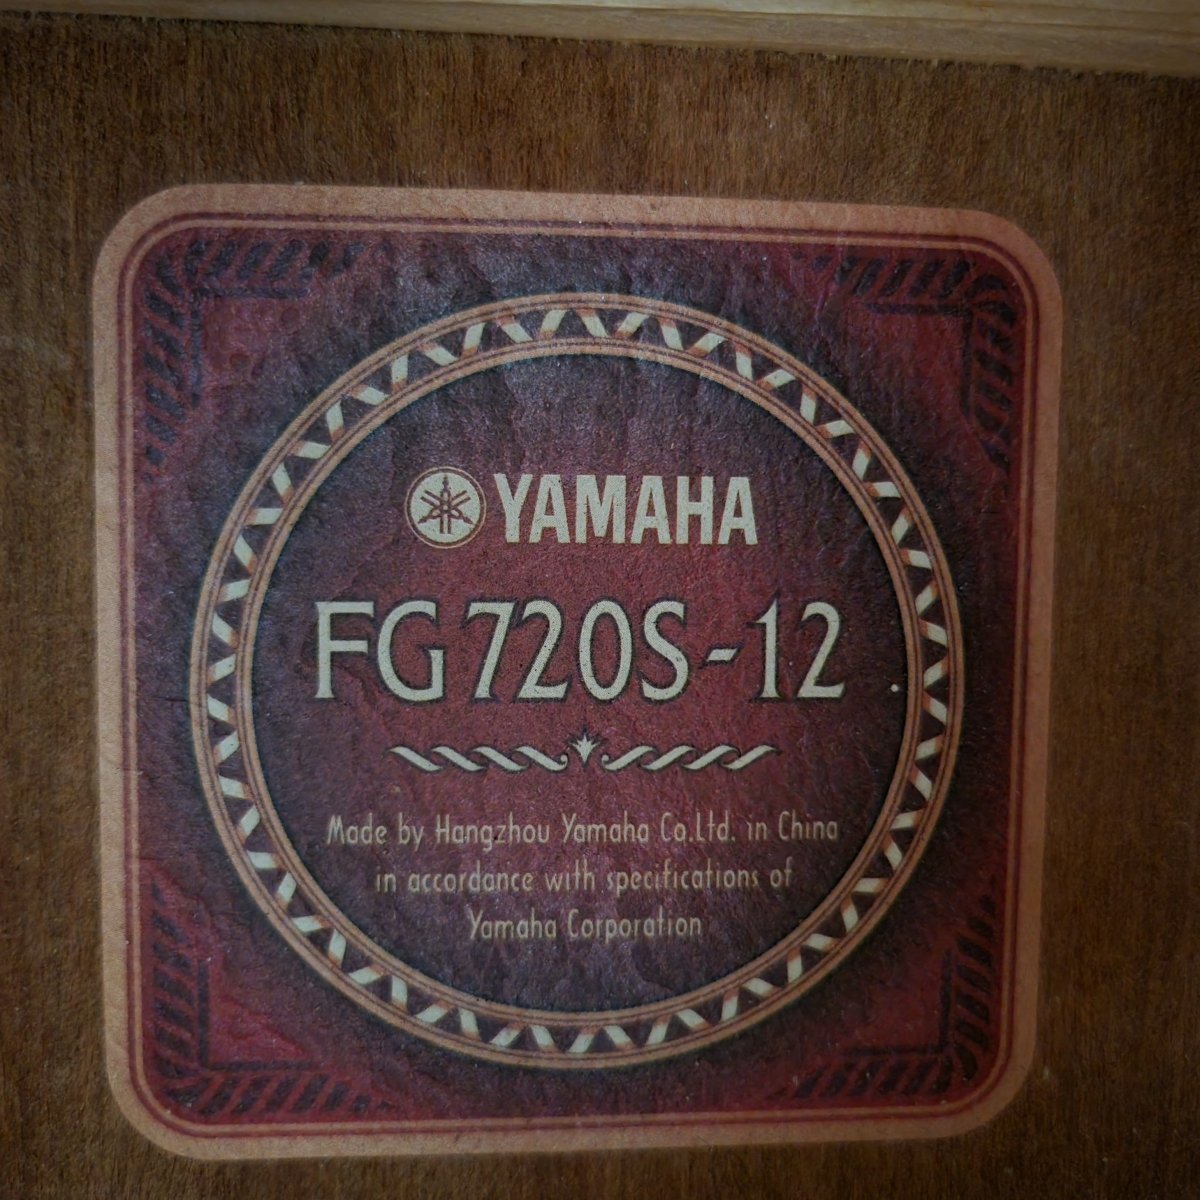 YAMAHA
FG720S-12
Made by Hangzhou Yamaha Co.Ltd. in China
in accordance with specifications of
Yamaha Corporation